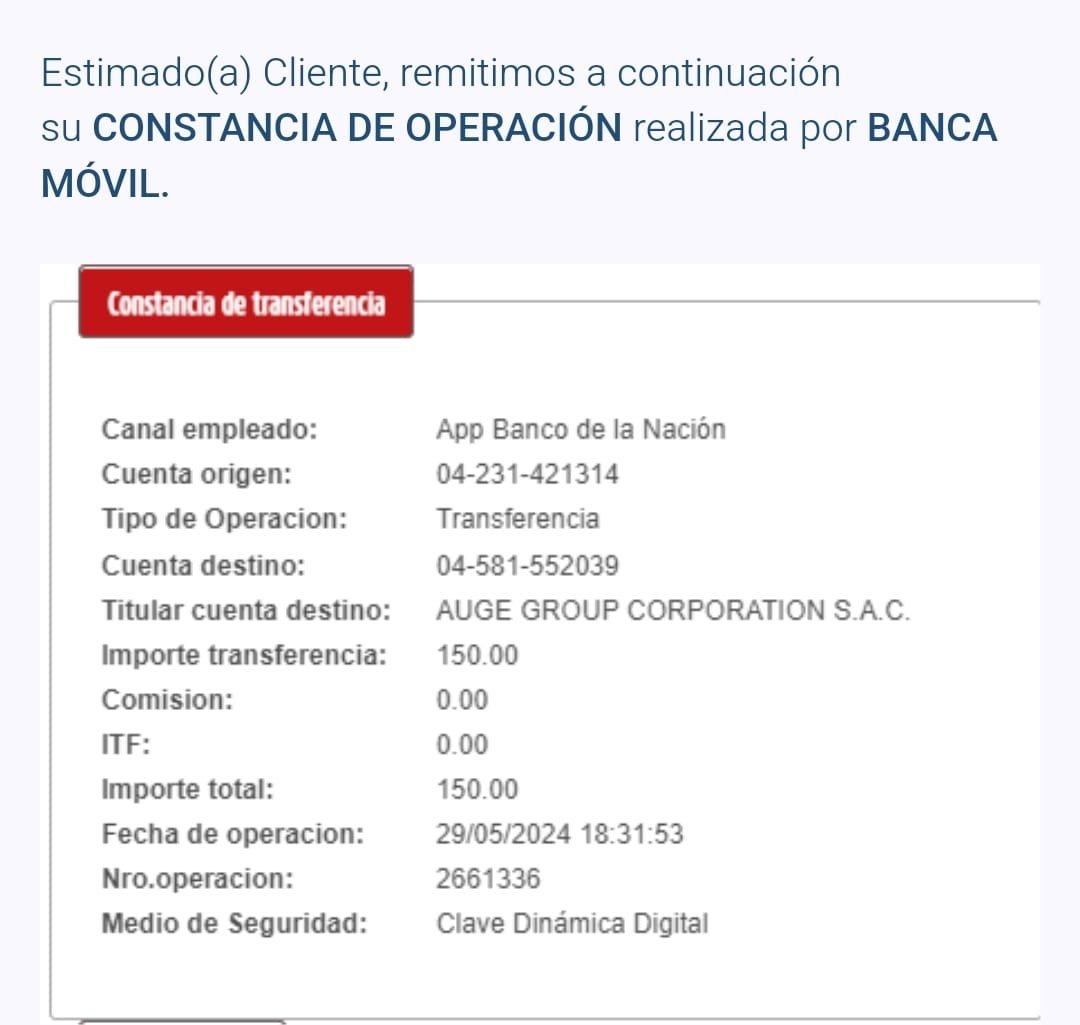 Estimado(a) Cliente, remitimos a continuación
su CONSTANCIA DE OPERACIÓN realizada por BANCA
MÓVIL.
Constancia de transferencia
Canal empleado: App Banco de la Nación
Cuenta origen: 04-231-421314
Tipo de Operacion: Transferencia
Cuenta destino: 04-581-552039
Titular cuenta destino: AUGE GROUP CORPORATION S.A.C.
Importe transferencia: 150.00
Comision: 0.00
ITF: 0.00
Importe total: 150.00
Fecha de operacion: 29/05/2024 18:31:53
Nro.operacion: 2661336
Medio de Seguridad: Clave Dinámica Digital